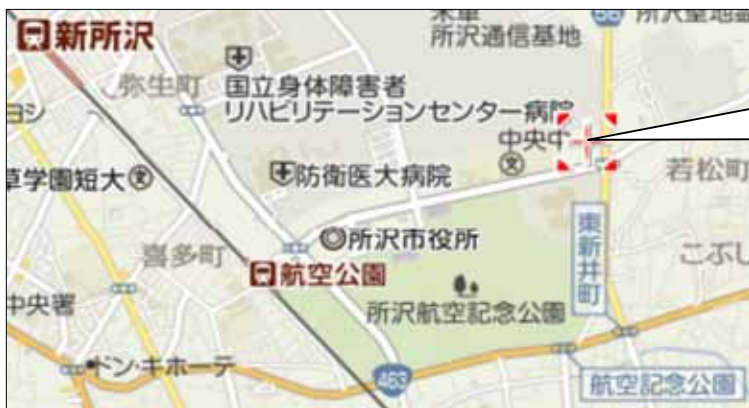 新所沢
所沢通信基地
弥生町
国立身体障害者
リハビリテーションセンター病院
中央中
防衛医大病院
若松町
草学園短大
所沢市役所
喜多町
航空公園
東新井町
こぶし
中央署
所沢航空記念公園
ドン・キホーテ
463
航空記念公園